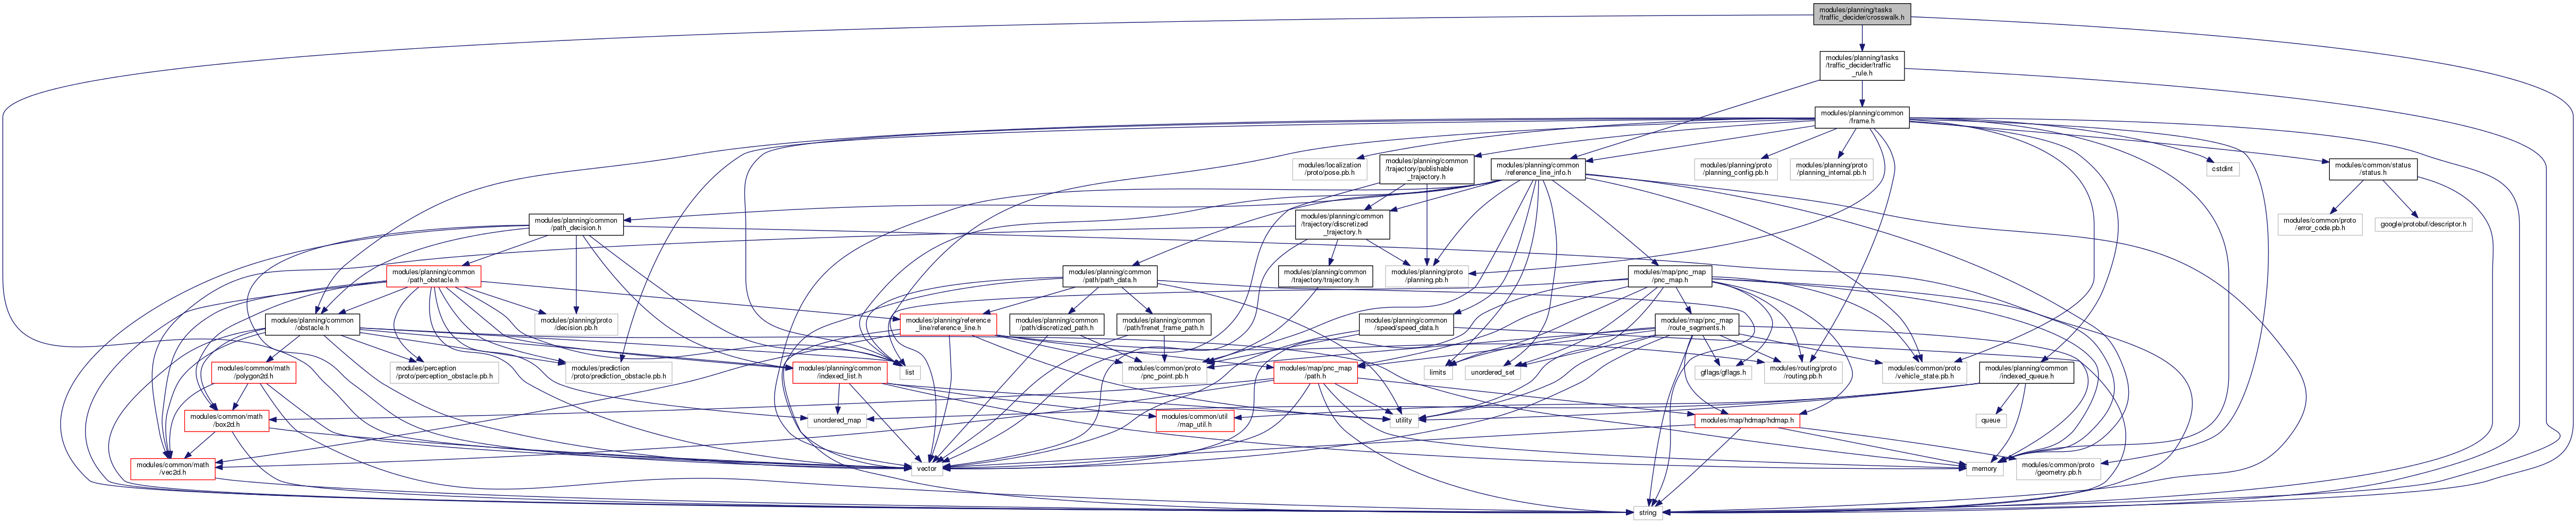 modules/planning/tasks
/traffic_decider/crosswalk.h
modules/planning/tasks
/traffic_decider/traffic
_rule.h
modules/planning/common
/frame.h
modules/localization
/proto/pose.pb.h
modules/planning/common
/trajectory/publishable
_trajectory.h
modules/planning/common
/reference_line_info.h
modules/planning/proto
/planning_config.pb.h
modules/planning/proto
/planning_internal.pb.h
cstdint
modules/common/status
/status.h
modules/planning/common
/path_decision.h
modules/planning/common
/trajectory/discretized
_trajectory.h
modules/common/proto
/error_code.pb.h
google/protobuf/descriptor.h
modules/planning/common
/path_obstacle.h
modules/planning/common
/path/path_data.h
modules/planning/common
/trajectory/trajectory.h
modules/planning/proto
/planning.pb.h
modules/map/pnc_map
/pnc_map.h
modules/planning/common
/obstacle.h
modules/planning/proto
/decision.pb.h
modules/planning/reference
_line/reference_line.h
modules/planning/common
/path/discretized_path.h
modules/planning/common
/path/frenet_frame_path.h
modules/planning/common
/speed/speed_data.h
modules/map/pnc_map
/route_segments.h
modules/common/math
/polygon2d.h
modules/perception
/proto/perception_obstacle.pb.h
modules/prediction
/proto/prediction_obstacle.pb.h
modules/planning/common
/indexed_list.h
list
modules/common/proto
/pnc_point.pb.h
modules/map/pnc_map
/path.h
limits
unordered_set
gflags/gflags.h
modules/routing/proto
/routing.pb.h
modules/common/proto
/vehicle_state.pb.h
modules/planning/common
/indexed_queue.h
modules/common/math
/box2d.h
unordered_map
modules/common/util
/map_util.h
utility
modules/map/hdmap/hdmap.h
queue
modules/common/math
/vec2d.h
vector
memory
modules/common/proto
/geometry.pb.h
string